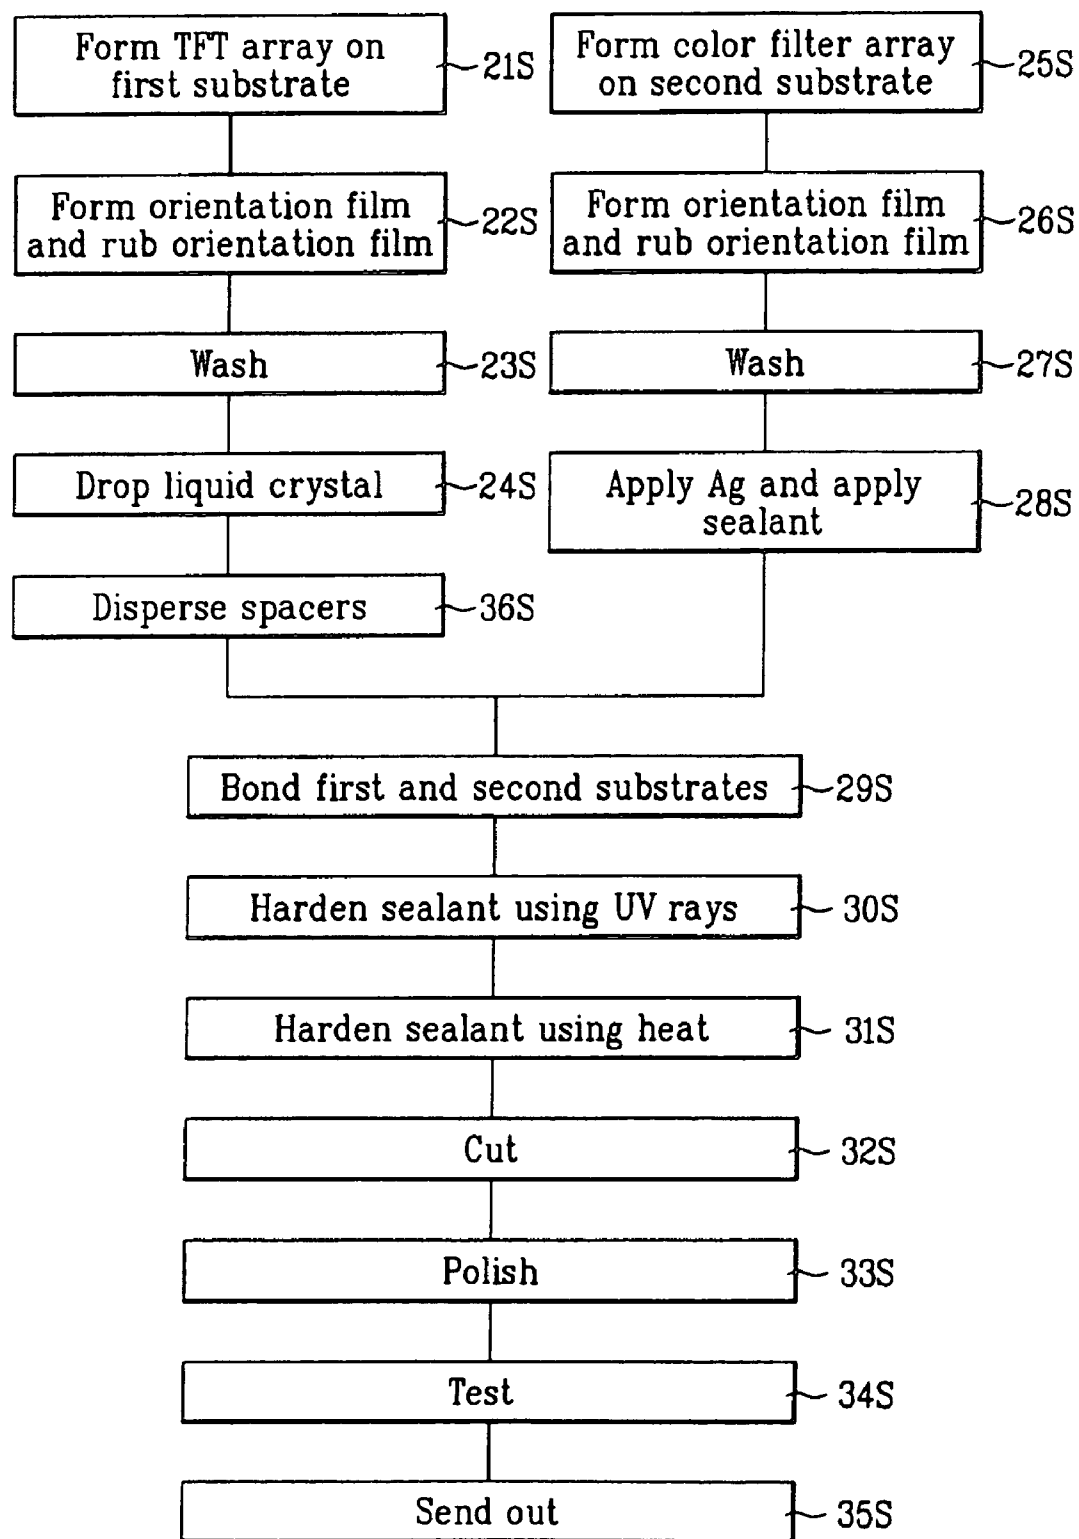 Form TFT array on
first substrate
21S
Form orientation film
and rub orientation film
22S
Wash
23S
Drop liquid crystal
24S
Disperse spacers
36S
Form color filter array
on second substrate
25S
Form orientation film
and rub orientation film
26S
Wash
27S
Apply Ag and apply
sealant
28S
Bond first and second substrates
29S
Harden sealant using UV rays
30S
Harden sealant using heat
31S
Cut
32S
Polish
33S
Test
34S
Send out
35S